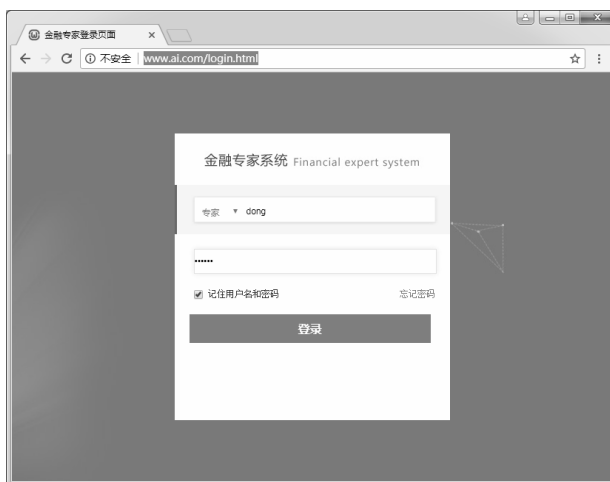 金融专家登录页面
不安全 www.ai.com/login.html
金融专家系统 Financial expert system
专家 dong
••••••
记住用户名和密码 忘记密码
登录